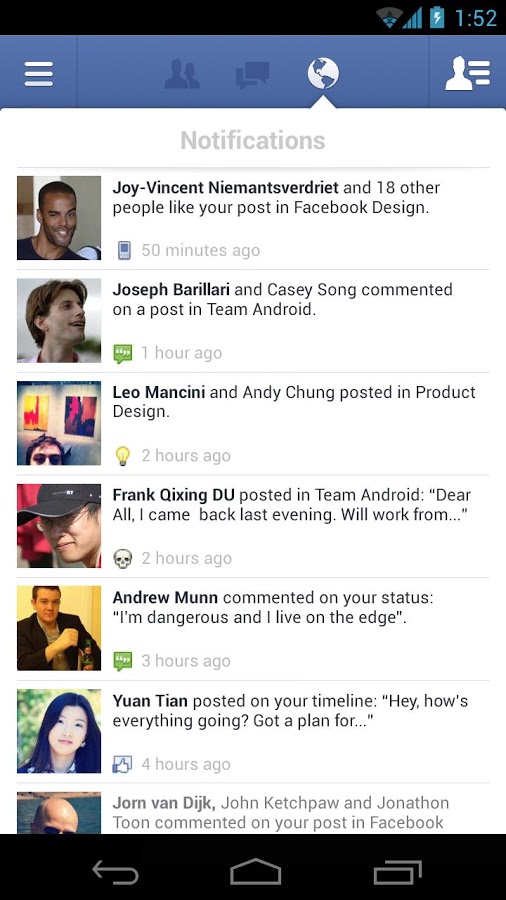 1:52
Notifications
Joy-Vincent Niemantsverdriet and 18 other
people like your post in Facebook Design.
50 minutes ago
Joseph Barillari and Casey Song commented
on a post in Team Android.
1 hour ago
Leo Mancini and Andy Chung posted in Product
Design.
2 hours ago
Frank Qixing DU posted in Team Android: “Dear
All, I came  back last evening. Will work from...”
2 hours ago
Andrew Munn commented on your status:
“I'm dangerous and I live on the edge".
3 hours ago
Yuan Tian posted on your timeline: “Hey, how's
everything going? Got a plan for...”
4 hours ago
Jorn van Dijk, John Ketchpaw and Jonathon
Toon commented on your post in Facebook